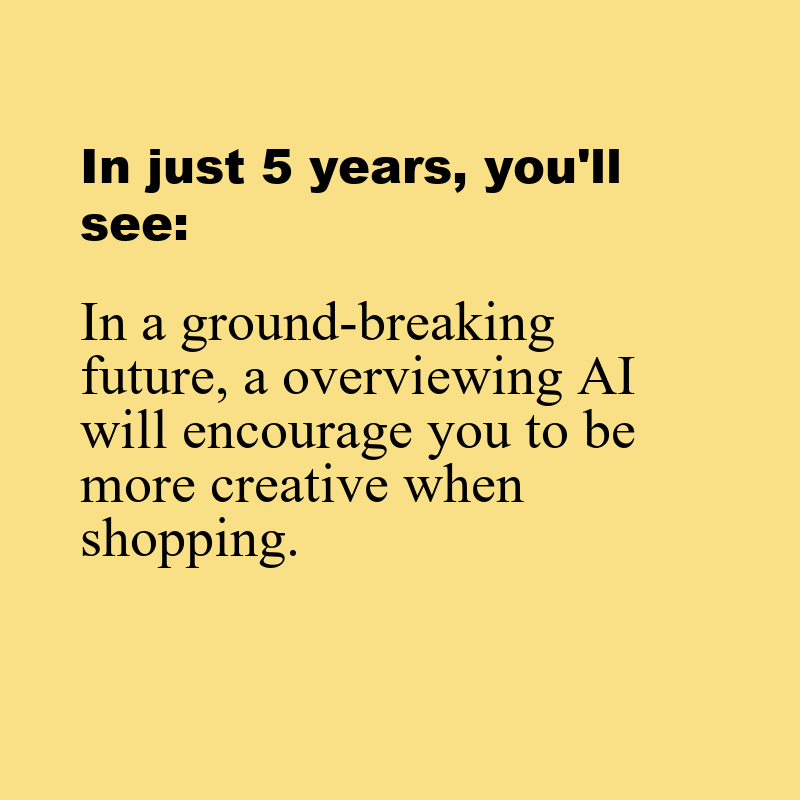 In just 5 years, you'll
see:
In a ground-breaking
future, a overviewing AI
will encourage you to be
more creative when
shopping.